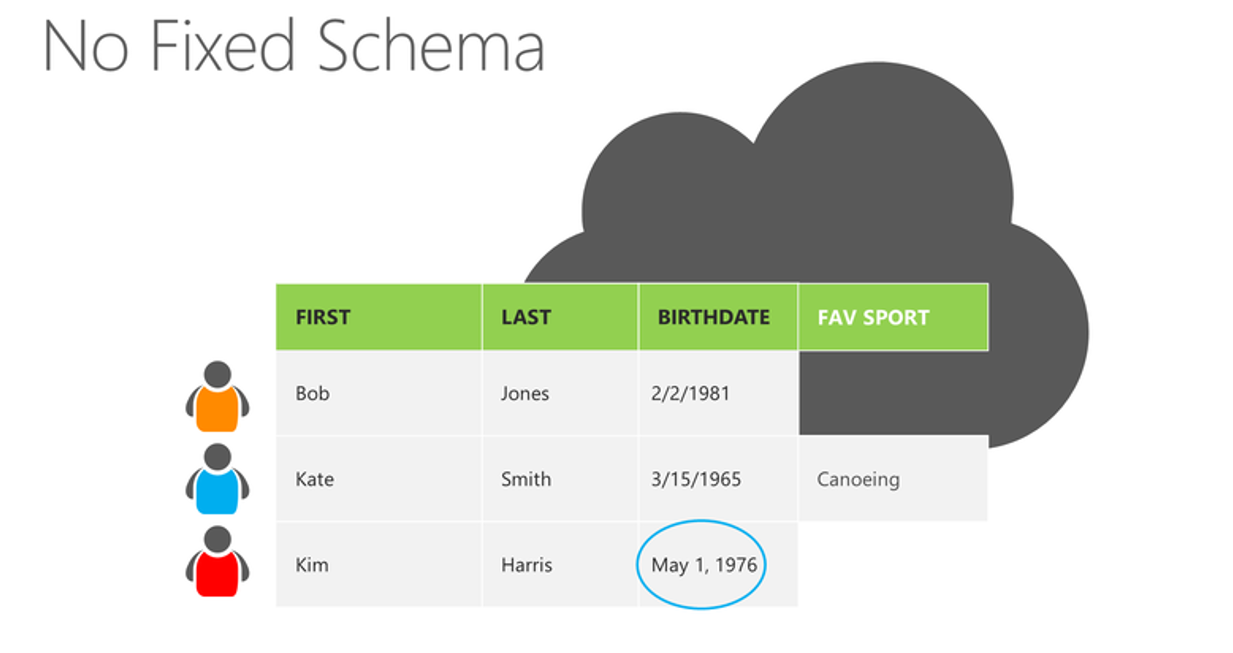 No Fixed Schema
FIRST LAST BIRTHDATE FAV SPORT
Bob Jones 2/2/1981
Kate Smith 3/15/1965 Canoeing
Kim Harris May 1, 1976